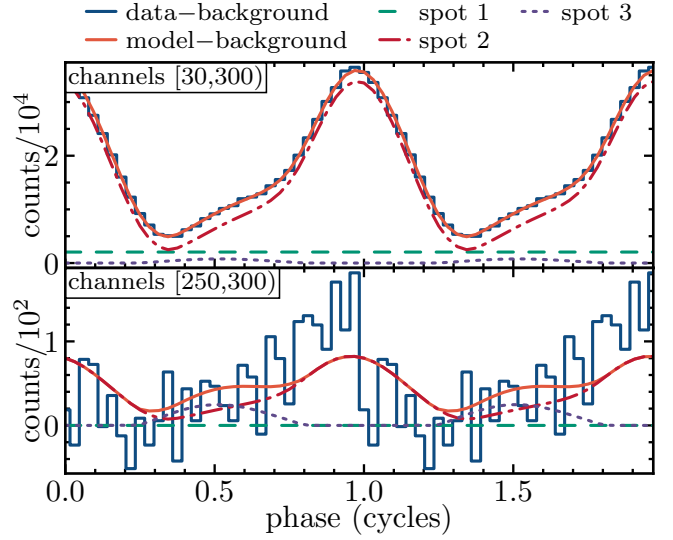 data−background
spot 1
spot 3
model−background
spot 2
channels [30,300)
counts/10^4
2
0
channels [250,300)
counts/10^2
1
0
0.0 0.5 1.0 1.5
phase (cycles)